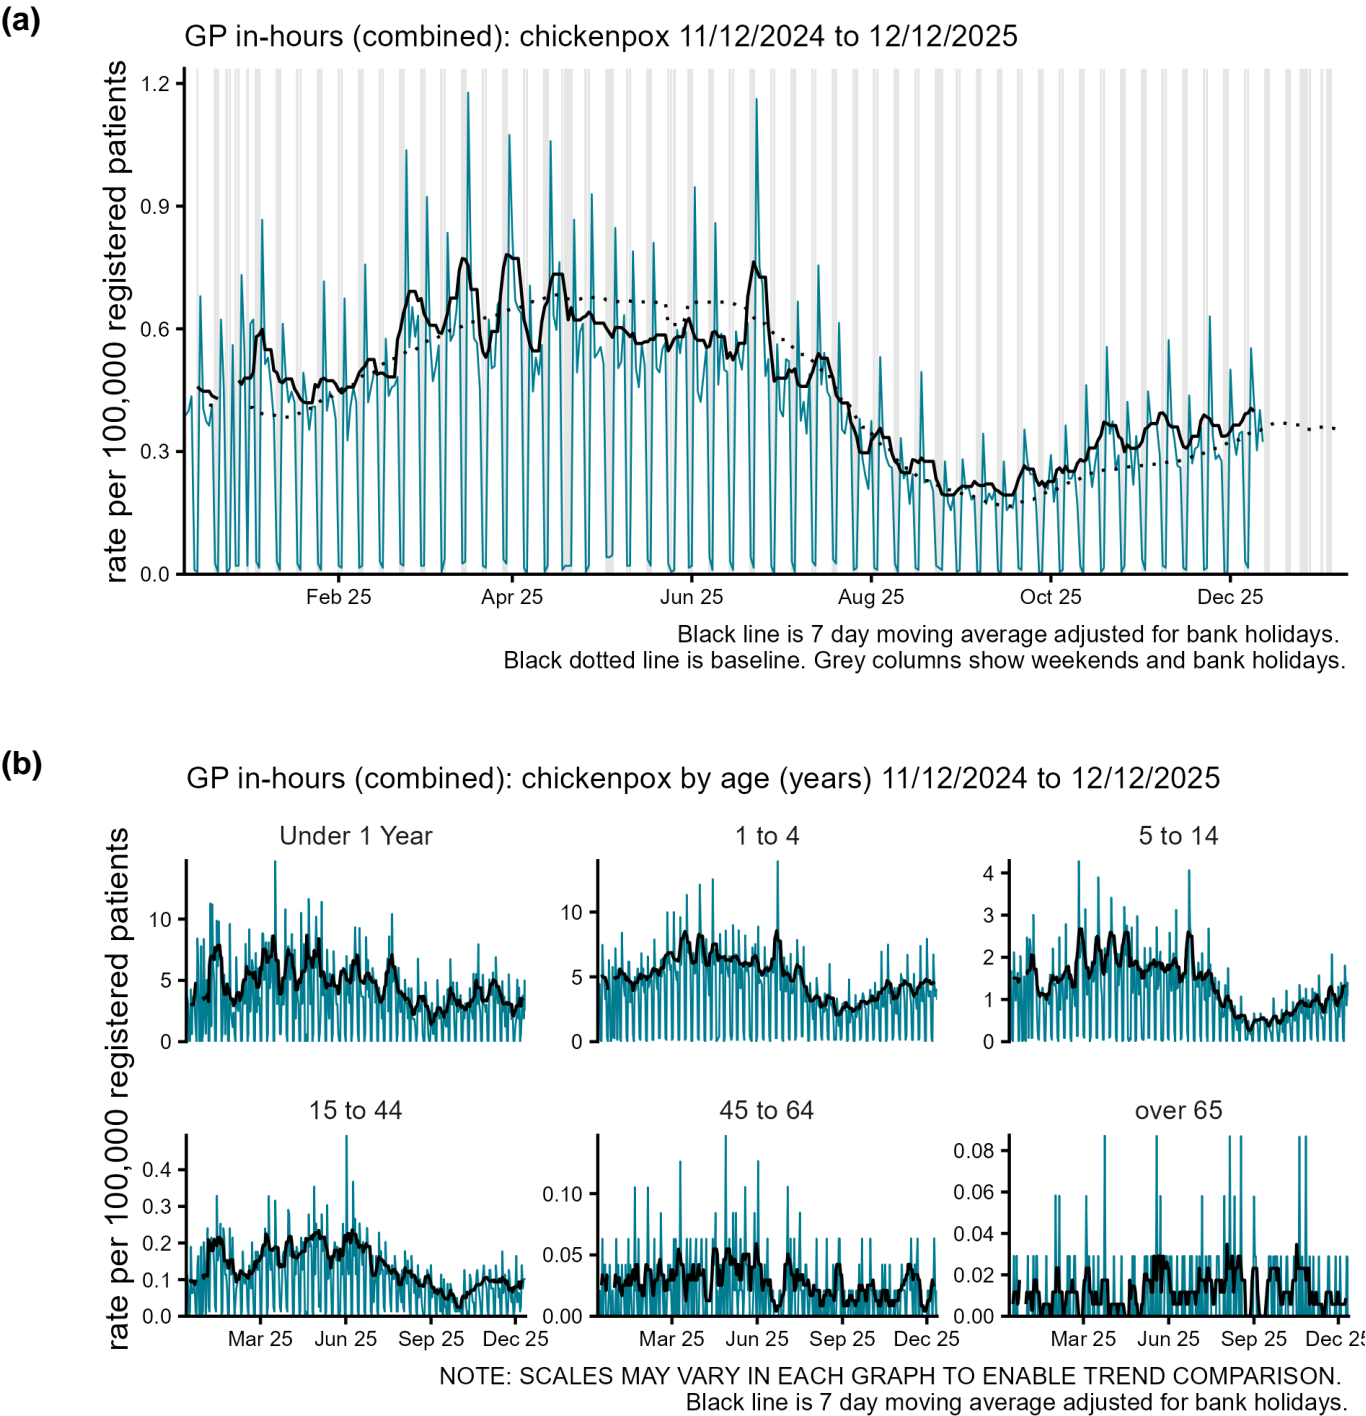 (a)
GP in-hours (combined): chickenpox 11/12/2024 to 12/12/2025
rate per 100,000 registered patients
1.2
0.9
0.6
0.3
0.0
Feb 25 Apr 25 Jun 25 Aug 25 Oct 25 Dec 25
Black line is 7 day moving average adjusted for bank holidays.
Black dotted line is baseline. Grey columns show weekends and bank holidays.
(b)
GP in-hours (combined): chickenpox by age (years) 11/12/2024 to 12/12/2025
rate per 100,000 registered patients
Under 1 Year
10
5
0
1 to 4
10
5
0
5 to 14
4
3
2
1
0
15 to 44
0.4
0.3
0.2
0.1
0.0
Mar 25 Jun 25 Sep 25 Dec 25
45 to 64
0.10
0.05
0.00
Mar 25 Jun 25 Sep 25 Dec 25
over 65
0.08
0.06
0.04
0.02
0.00
Mar 25 Jun 25 Sep 25 Dec 25
NOTE: SCALES MAY VARY IN EACH GRAPH TO ENABLE TREND COMPARISON.
Black line is 7 day moving average adjusted for bank holidays.